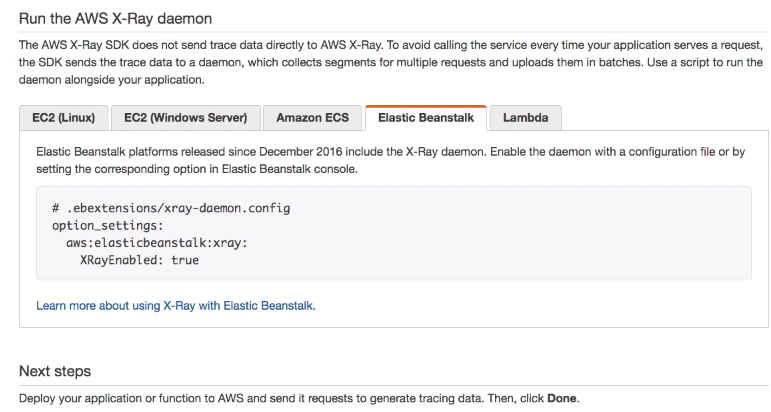 Run the AWS X-Ray daemon
The AWS X-Ray SDK does not send trace data directly to AWS X-Ray. To avoid calling the service every time your application serves a request,
the SDK sends the trace data to a daemon, which collects segments for multiple requests and uploads them in batches. Use a script to run the
daemon alongside your application.
EC2 (Linux) EC2 (Windows Server) Amazon ECS Elastic Beanstalk Lambda
Elastic Beanstalk platforms released since December 2016 include the X-Ray daemon. Enable the daemon with a configuration file or by
setting the corresponding option in Elastic Beanstalk console.
# .ebextensions/xray-daemon.config
option_settings:
  aws:elasticbeanstalk:xray:
    XRayEnabled: true
Learn more about using X-Ray with Elastic Beanstalk.
Next steps
Deploy your application or function to AWS and send it requests to generate tracing data. Then, click Done.